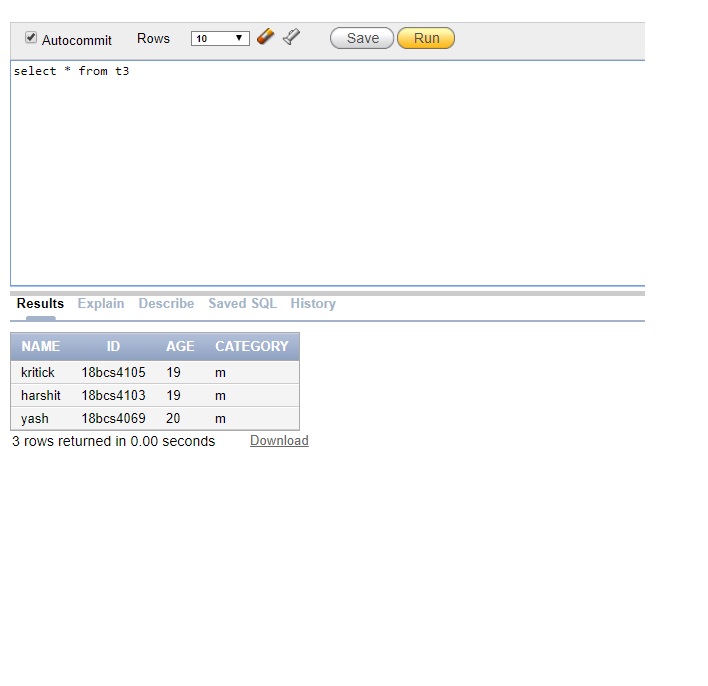 Autocommit Rows 10 Save Run
select * from t3
Results Explain Describe Saved SQL History
NAME ID AGE CATEGORY
kritick 18bcs4105 19 m
harshit 18bcs4103 19 m
yash 18bcs4069 20 m
3 rows returned in 0.00 seconds Download